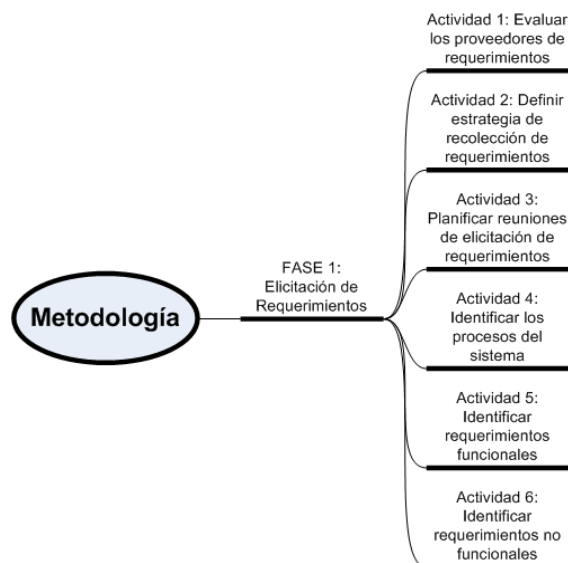 Actividad 1: Evaluar
los proveedores de
requerimientos
Actividad 2: Definir
estrategia de
recolección de
requerimientos
Actividad 3:
Planificar reuniones
de elicitación de
requerimientos
FASE 1:
Elicitación de
Requerimientos
Metodología
Actividad 4:
Identificar los
procesos del
sistema
Actividad 5:
Identificar
requerimientos
funcionales
Actividad 6:
Identificar
requerimientos no
funcionales